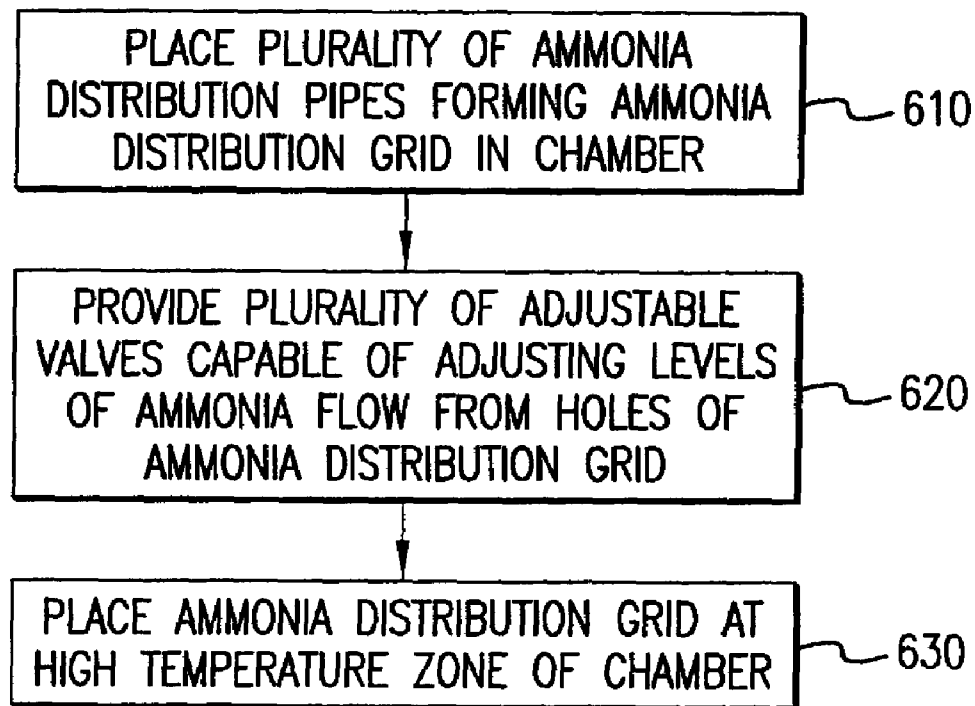 PLACE PLURALITY OF AMMONIA
DISTRIBUTION PIPES FORMING AMMONIA
DISTRIBUTION GRID IN CHAMBER
610
PROVIDE PLURALITY OF ADJUSTABLE
VALVES CAPABLE OF ADJUSTING LEVELS
OF AMMONIA FLOW FROM HOLES OF
AMMONIA DISTRIBUTION GRID
620
PLACE AMMONIA DISTRIBUTION GRID AT
HIGH TEMPERATURE ZONE OF CHAMBER
630